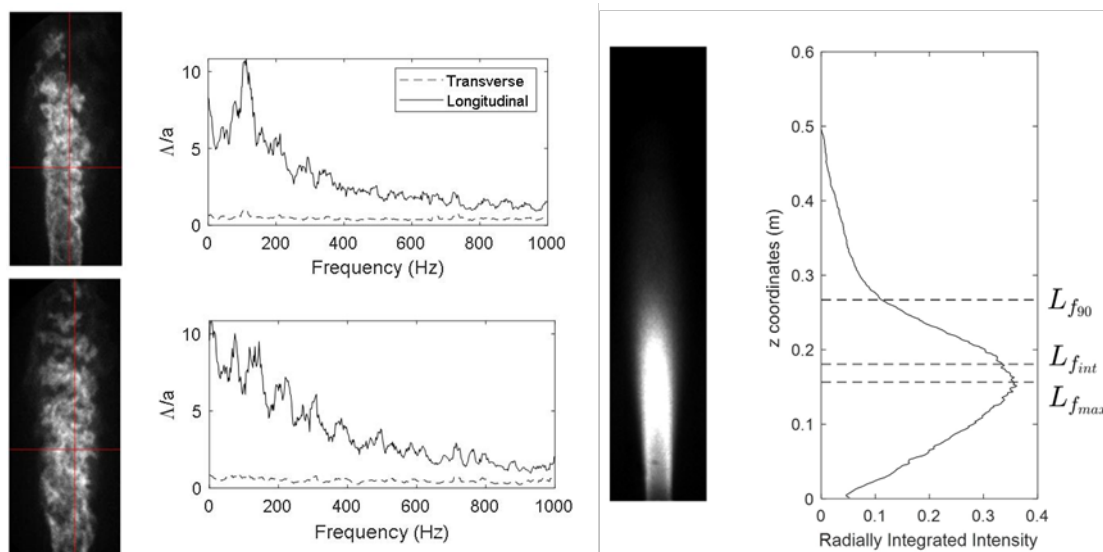 10
5
0
Λ/a
Transverse
Longitudinal
0 200 400 600 800 1000
Frequency (Hz)
10
5
0
Λ/a
0 200 400 600 800 1000
Frequency (Hz)
0.6
0.5
0.4
0.3
0.2
0.1
0
z coordinates (m)
L_{f_{90}}
L_{f_{int}}
L_{f_{max}}
0 0.1 0.2 0.3 0.4
Radially Integrated Intensity